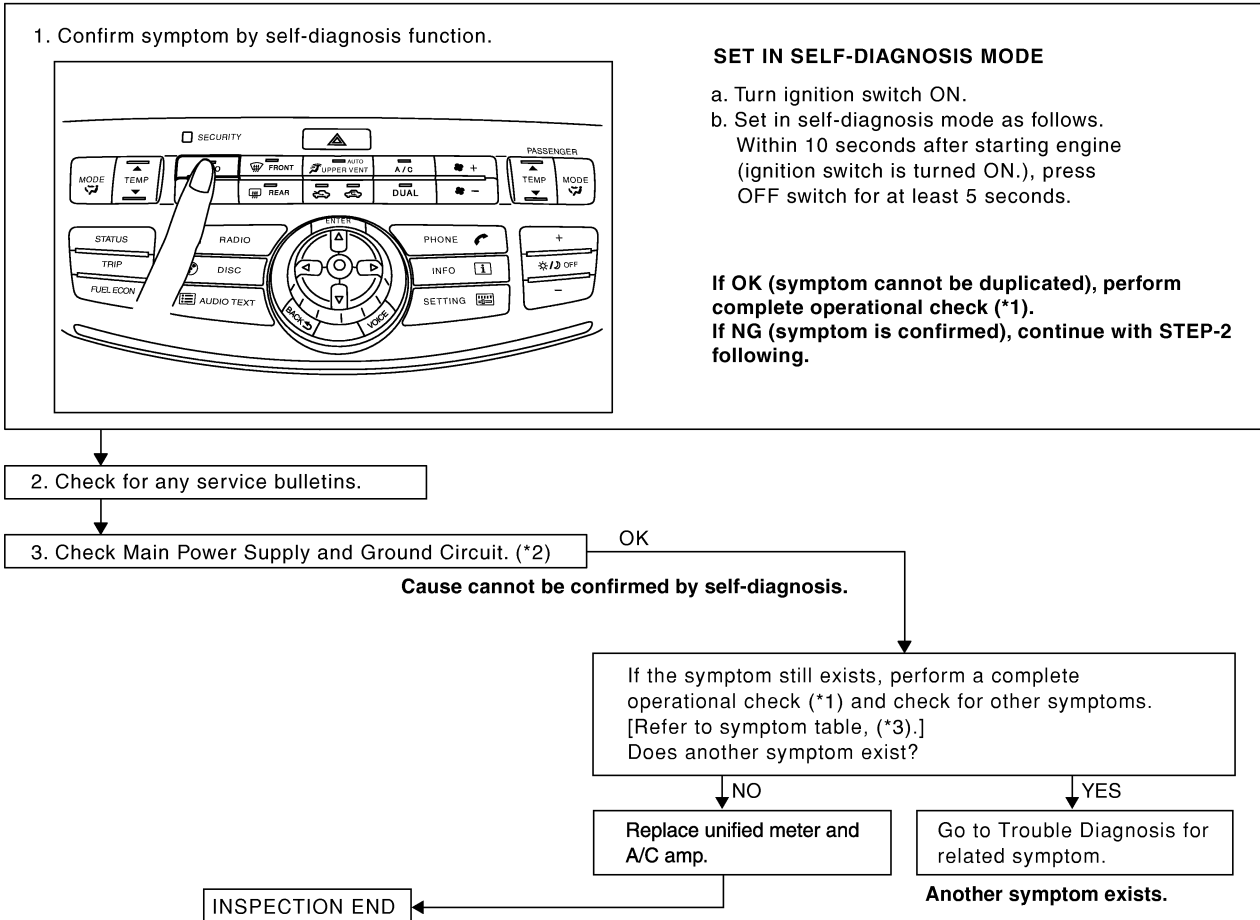 1. Confirm symptom by self-diagnosis function.
SECURITY
MODE
TEMP
FRONT
AUTO
UPPER VENT
A/C
+
PASSENGER
TEMP
MODE
REAR
DUAL
−
STATUS
TRIP
FUEL ECON
RADIO
DISC
AUDIO TEXT
ENTER
BACK
VOICE
PHONE
INFO
i
SETTING
+
OFF
−
SET IN SELF-DIAGNOSIS MODE
a. Turn ignition switch ON.
b. Set in self-diagnosis mode as follows.
Within 10 seconds after starting engine
(ignition switch is turned ON.), press
OFF switch for at least 5 seconds.
If OK (symptom cannot be duplicated), perform
complete operational check (*1).
If NG (symptom is confirmed), continue with STEP-2
following.
2. Check for any service bulletins.
3. Check Main Power Supply and Ground Circuit. (*2)
OK
Cause cannot be confirmed by self-diagnosis.
If the symptom still exists, perform a complete
operational check (*1) and check for other symptoms.
[Refer to symptom table, (*3).]
Does another symptom exist?
NO
YES
Replace unified meter and
A/C amp.
Go to Trouble Diagnosis for
related symptom.
Another symptom exists.
INSPECTION END